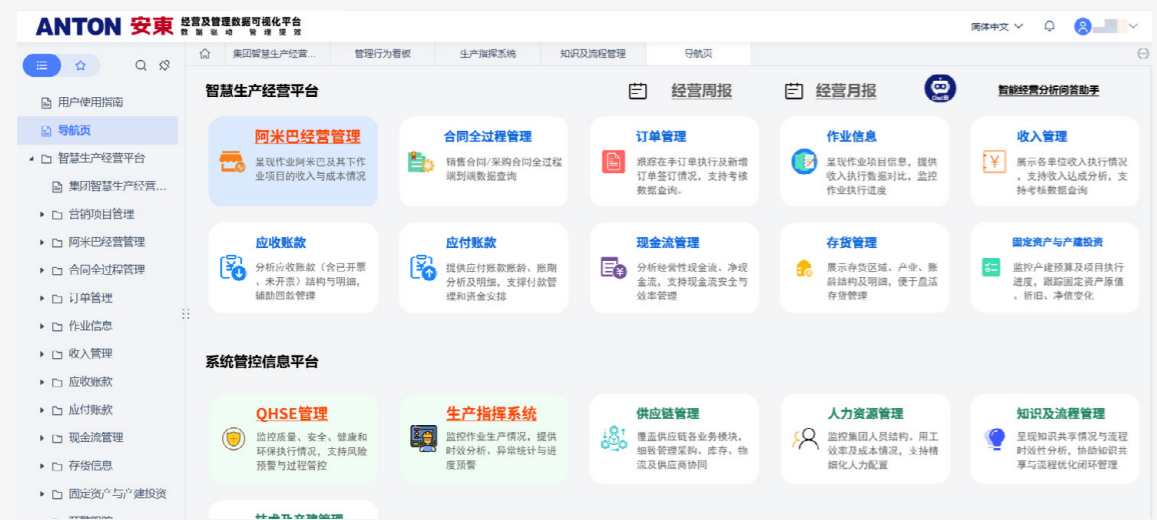 ANTON 安東 经营及管理数据可视化平台
数据驱动 管理提效
简体中文
集团智慧生产经营...
管理行为看板
生产指挥系统
知识及流程管理
导航页
用户使用指南
导航页
智慧生产经营平台
集团智慧生产经营...
营销项目管理
阿米巴经营管理
合同全过程管理
订单管理
作业信息
收入管理
应收账款
应付账款
现金流管理
存货信息
固定资产与产建投资
智慧生产经营平台
经营周报
经营月报
ChatBI
智能经营分析问答助手
阿米巴经营管理
呈现作业阿米巴及其下作
业项目的收入与成本情况
合同全过程管理
销售合同/采购合同全过程
端到端数据查询
订单管理
跟踪在手订单执行及新增
订单签订情况，支持考核
数据查询。
作业信息
呈现作业项目信息，提供
收入执行数据对比，监控
作业执行进度
收入管理
展示各单位收入执行情况
，支持收入达成分析，支
持考核数据查询
应收账款
分析应收账款（含已开票
、未开票）结构与明细，
辅助回款管理
应付账款
提供应付账款账龄、账期
分析及明细，支撑付款管
理和资金安排
现金流管理
分析经营性现金流、净现
金流，支持现金流安全与
效率管理
存货管理
展示存货区域、产业、账
龄结构及明细，便于盘活
存货管理
固定资产与产建投资
监控产建预算及项目执行
进度，跟踪固定资产原值
、折旧、净值变化
系统管控信息平台
QHSE管理
监控质量、安全、健康和
环保执行情况，支持风险
预警与过程管控
生产指挥系统
监控作业生产情况，提供
时效分析、异常统计与进
度预警
供应链管理
覆盖供应链各业务模块，
细致管理采购、库存、物
流及供应商协同
人力资源管理
监控集团人员结构、用工
效率及成本情况，支持精
细化人力配置
知识及流程管理
呈现知识共享情况与流程
时效性分析，协助知识共
享与流程优化闭环管理
技术及产建管理